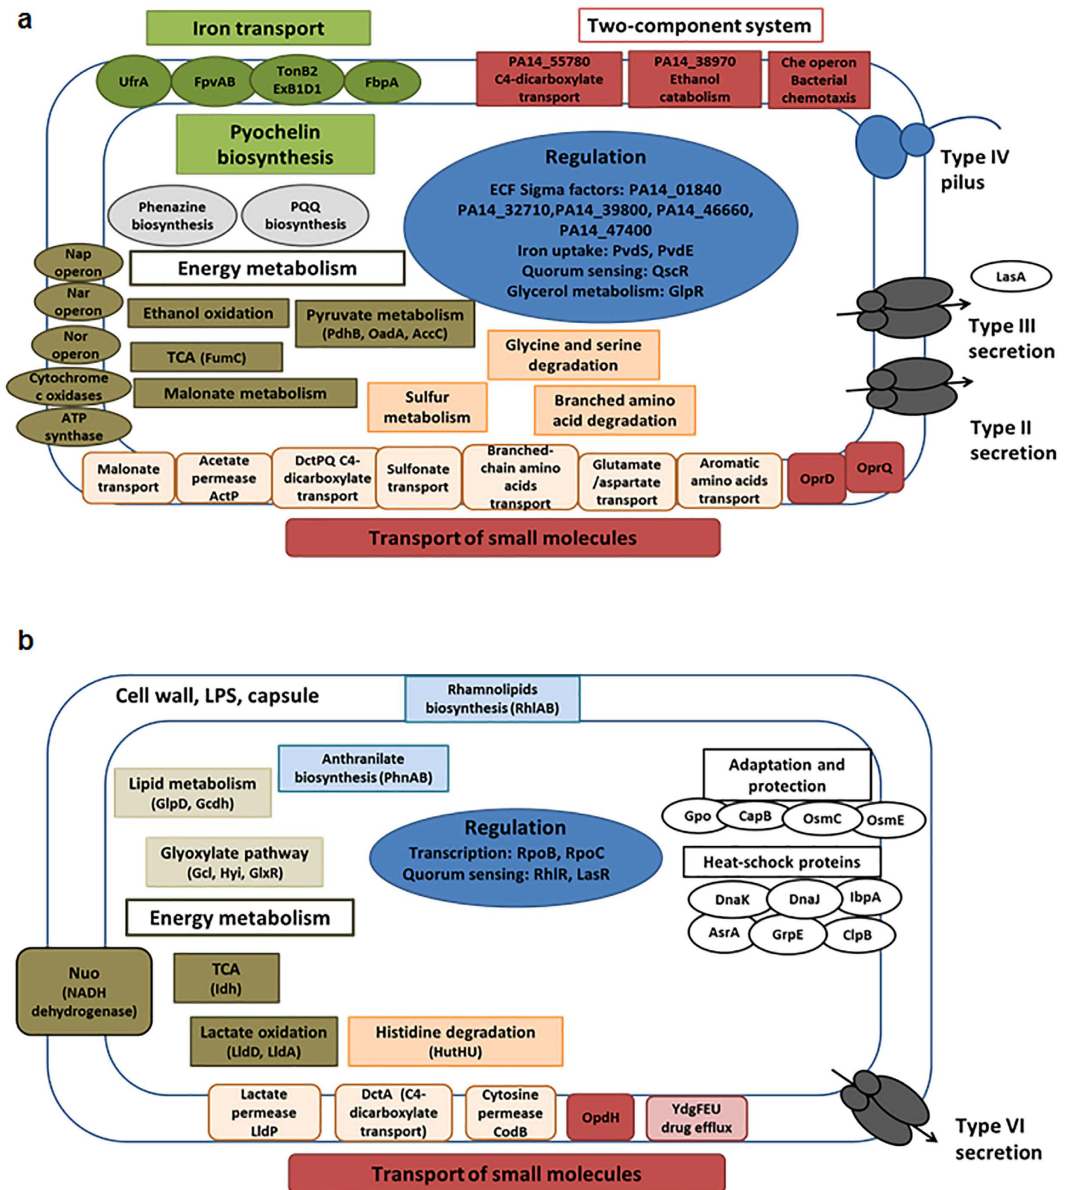 a
Iron transport
Two-component system
UfrA
FpvAB
TonB2
ExB1D1
FbpA
PA14_55780
C4-dicarboxylate
transport
PA14_38970
Ethanol
catabolism
Che operon
Bacterial
chemotaxis
Pyochelin
biosynthesis
Type IV
pilus
Phenazine
biosynthesis
PQQ
biosynthesis
Regulation
ECF Sigma factors: PA14_01840
PA14_32710,PA14_39800, PA14_46660,
PA14_47400
Iron uptake: PvdS, PvdE
Quorum sensing: QscR
Glycerol metabolism: GlpR
Nap
operon
Nar
operon
Nor
operon
Cytochrome
c oxidases
ATP
synthase
Energy metabolism
Ethanol oxidation
Pyruvate metabolism
(PdhB, OadA, AccC)
TCA (FumC)
Malonate metabolism
LasA
Type III
secretion
Glycine and serine
degradation
Sulfur
metabolism
Branched amino
acid degradation
Type II
secretion
Malonate
transport
Acetate
permease
ActP
DctPQ C4-
dicarboxylate
transport
Sulfonate
transport
Branched-
chain amino
acids
transport
Glutamate
/aspartate
transport
Aromatic
amino acids
transport
OprD
OprQ
Transport of small molecules
b
Cell wall, LPS, capsule
Rhamnolipids
biosynthesis (RhlAB)
Anthranilate
biosynthesis (PhnAB)
Lipid metabolism
(GlpD, Gcdh)
Glyoxylate pathway
(Gcl, Hyi, GlxR)
Regulation
Transcription: RpoB, RpoC
Quorum sensing: RhlR, LasR
Adaptation and
protection
Gpo
CapB
OsmC
OsmE
Heat-schock proteins
DnaK
DnaJ
IbpA
AsrA
GrpE
ClpB
Energy metabolism
Nuo
(NADH
dehydrogenase)
TCA
(Idh)
Lactate oxidation
(LldD, LldA)
Histidine degradation
(HutHU)
Lactate
permease
LldP
DctA (C4-
dicarboxylate
transport)
Cytosine
permease
CodB
OpdH
YdgFEU
drug efflux
Type VI
secretion
Transport of small molecules